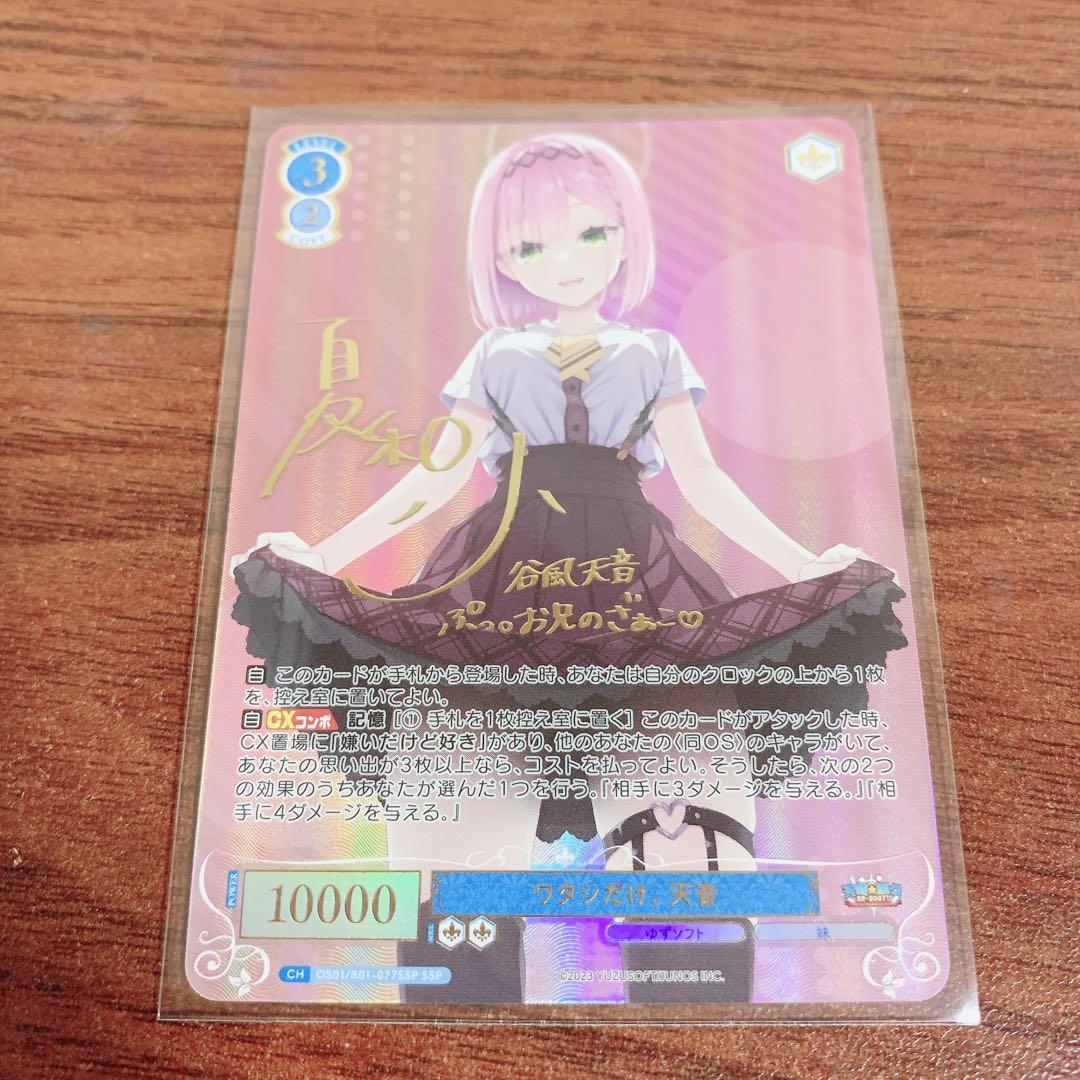 LEVEL
3
2
COST
夏和小
谷風天音
ぷっ。お兄のざぁこ♡
自 このカードが手札から登場した時、あなたは自分のクロックの上から1枚
を、控え室に置いてよい。
自 CXコンボ 記憶 [① 手札を1枚控え室に置く] このカードがアタックした時、
CX置場に「嫌いだけど好き」があり、他のあなたの〈同OS〉のキャラがいて、
あなたの思い出が3枚以上なら、コストを払ってよい。そうしたら、次の2つ
の効果のうちあなたが選んだ1つを行う。『相手に3ダメージを与える。』『相
手に4ダメージを与える。』
POWER
10000
SOUL
ワタシだけ。天音
RE-BOOT!
ゆずソフト
妹
CH OS01/R01-077SSP SSP
©2023 YUZUSOFT/JUNOS INC.